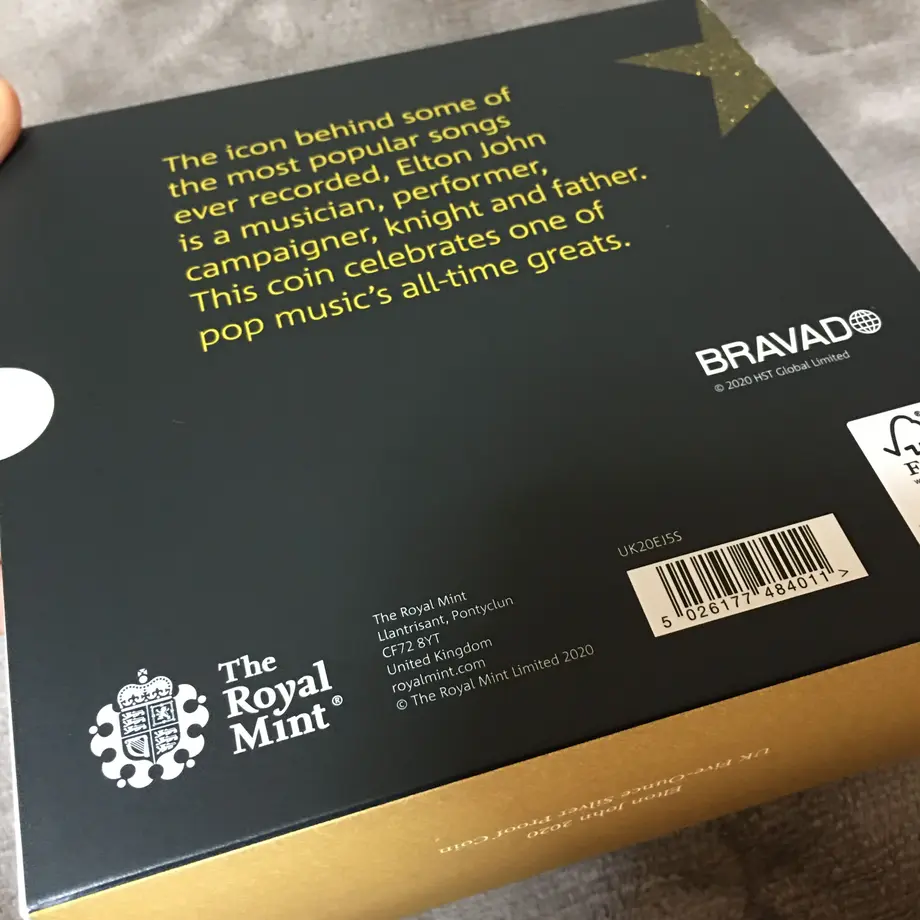 The icon behind some of
the most popular songs
ever recorded, Elton John
is a musician, performer,
campaigner, knight and father.
This coin celebrates one of
pop music's all-time greats.
BRAVADO
© 2020 HST Global Limited
UK20EJ5S
5 026177 484011 >
The Royal Mint
Llantrisant, Pontyclun
CF72 8YT
United Kingdom
royalmint.com
© The Royal Mint Limited 2020
The
Royal
Mint®
Elton John 2020
UK Five-Ounce Silver Proof Coin